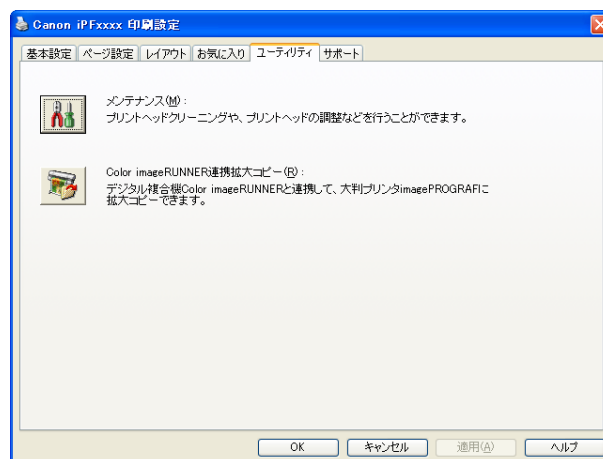 Canon iPFxxxx 印刷設定
基本設定 ページ設定 レイアウト お気に入り ユーティリティ サポート
メンテナンス(M):
プリントヘッドクリーニングや、プリントヘッドの調整などを行うことができます。
Color imageRUNNER連携拡大コピー(R):
デジタル複合機Color imageRUNNERと連携して、大判プリンタimagePROGRAFに
拡大コピーできます。
OK キャンセル 適用(A) ヘルプ